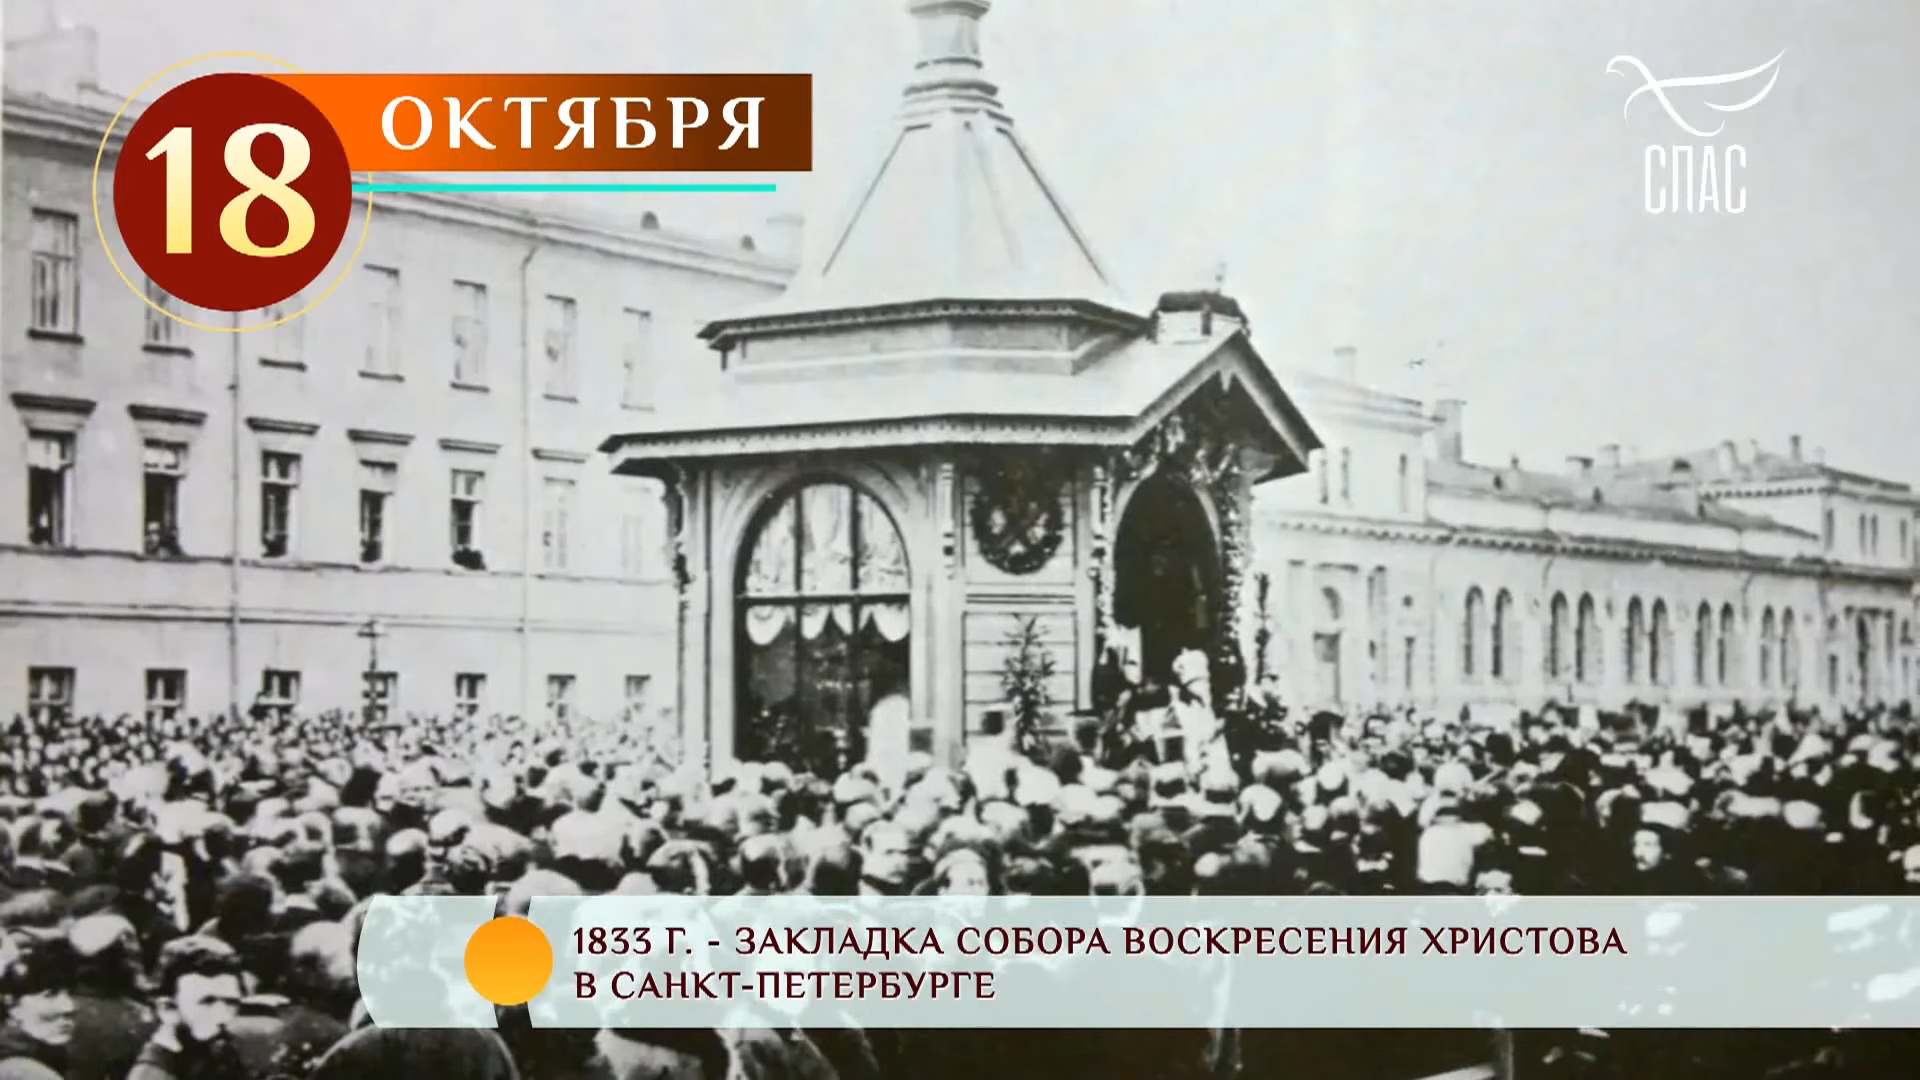 18
ОКТЯБРЯ
СПАС
1833 Г. - ЗАКЛАДКА СОБОРА ВОСКРЕСЕНИЯ ХРИСТОВА
В САНКТ-ПЕТЕРБУРГЕ